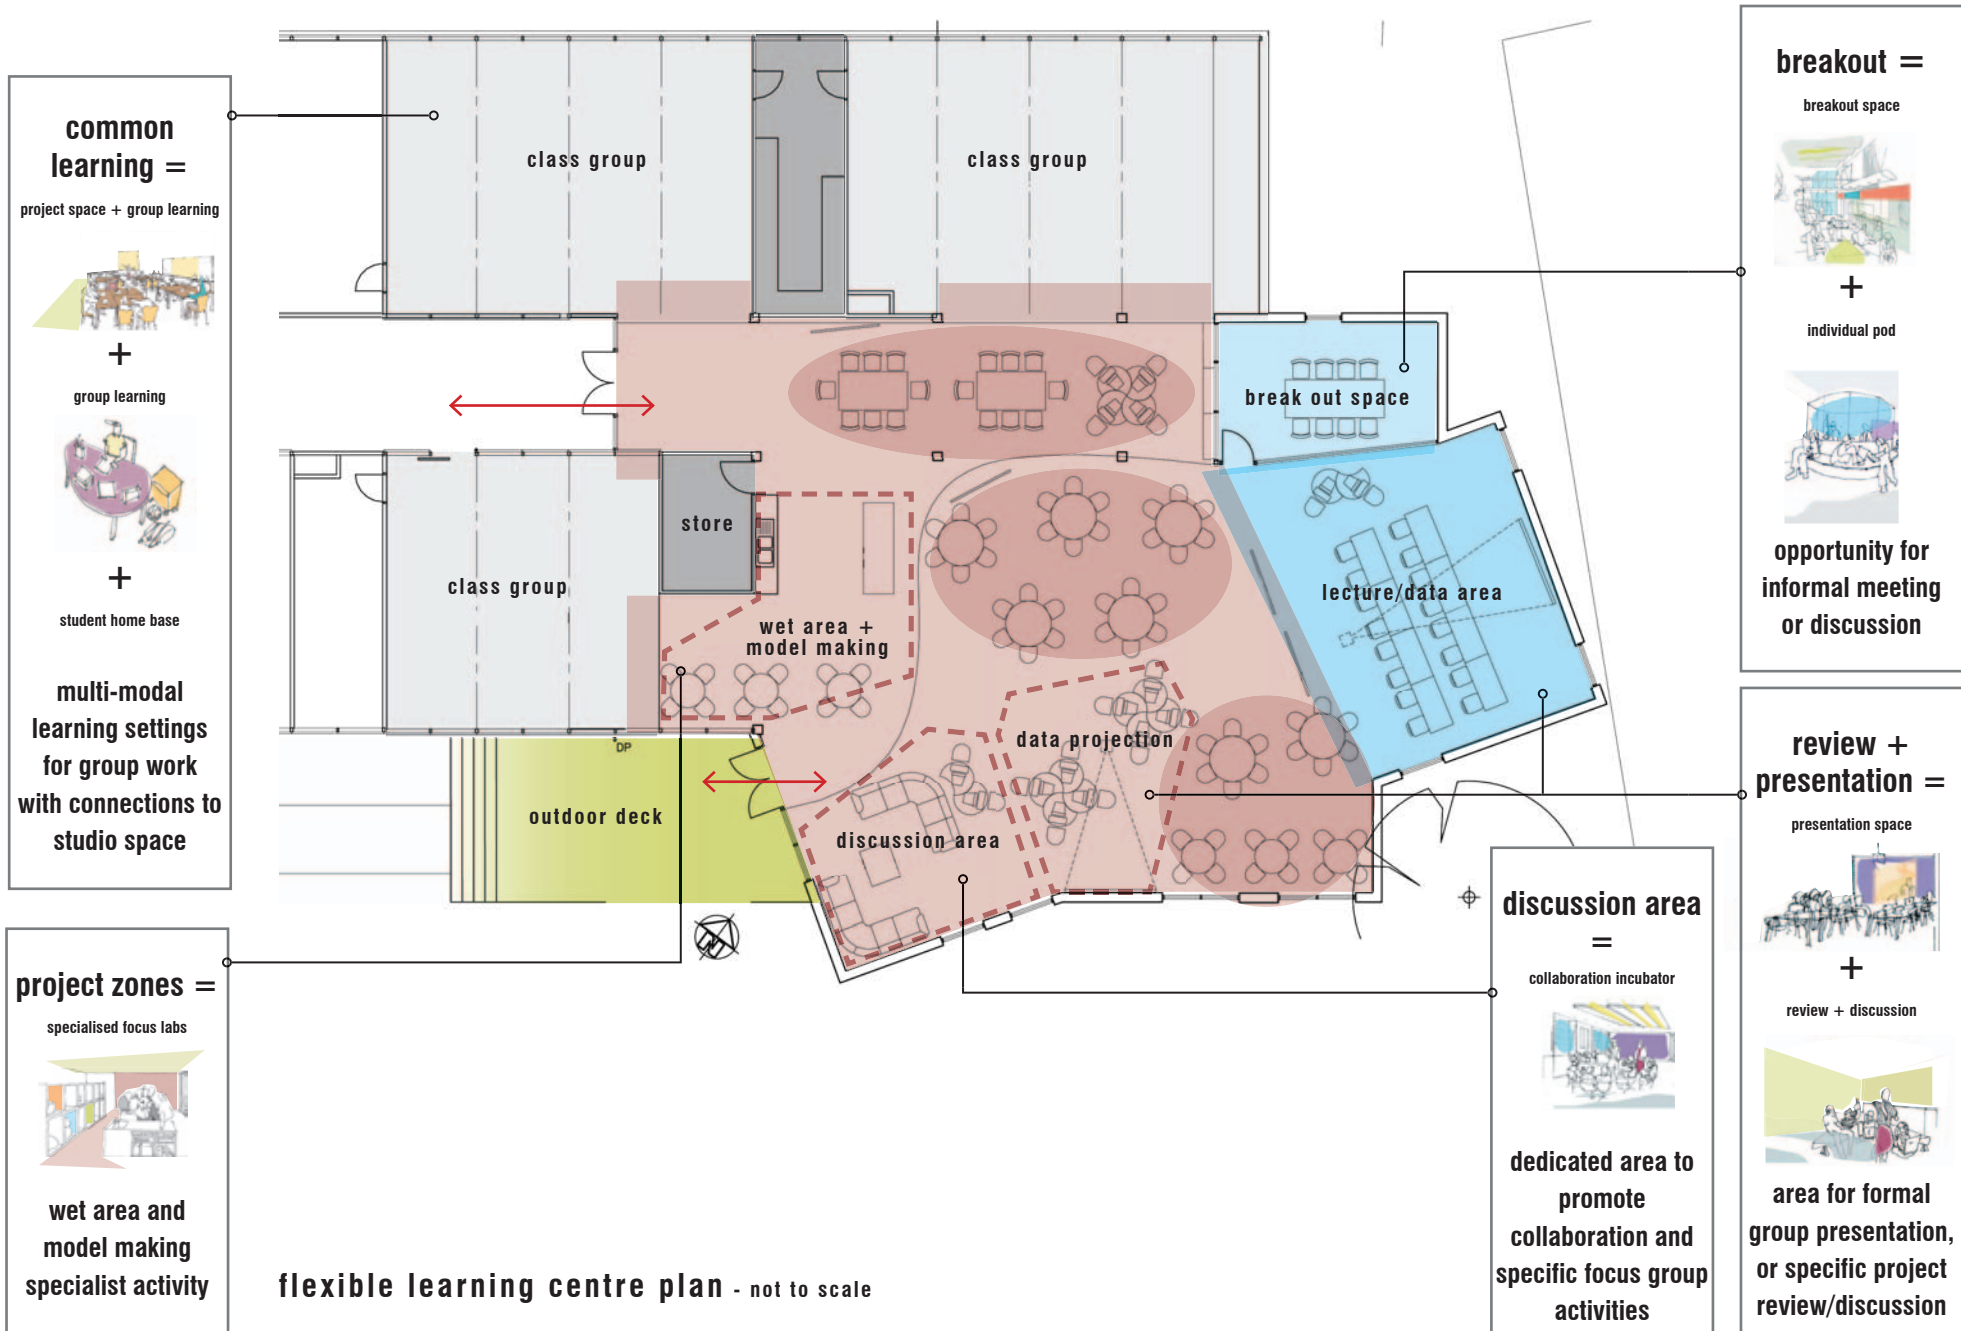 common
learning =
project space + group learning
+
group learning
+
student home base
multi-modal
learning settings
for group work
with connections to
studio space
project zones =
specialised focus labs
wet area and
model making
specialist activity
class group
class group
class group
store
wet area +
model making
break out space
lecture/data area
data projection
discussion area
outdoor deck
DP
breakout =
breakout space
+
individual pod
opportunity for
informal meeting
or discussion
review +
presentation =
presentation space
+
review + discussion
area for formal
group presentation,
or specific project
review/discussion
discussion area
=
collaboration incubator
dedicated area to
promote
collaboration and
specific focus group
activities
flexible learning centre plan - not to scale